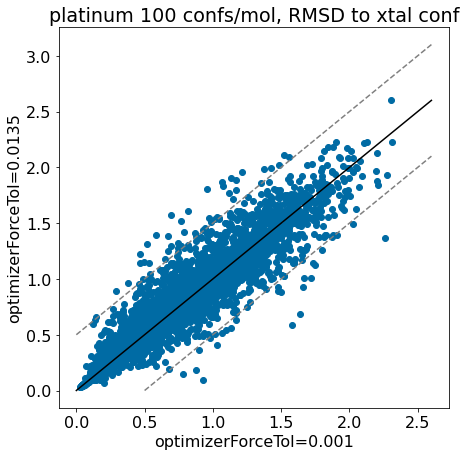 platinum 100 confs/mol, RMSD to xtal conf
optimizerForceTol=0.0135
3.0
2.5
2.0
1.5
1.0
0.5
0.0
0.0 0.5 1.0 1.5 2.0 2.5
optimizerForceTol=0.001